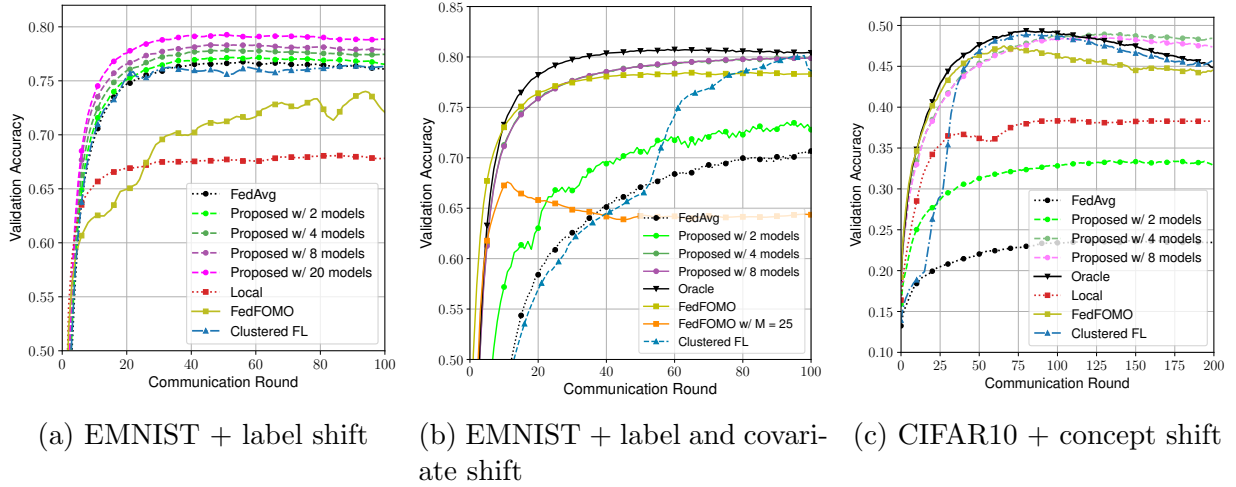 0.80
0.75
0.70
0.65
0.60
0.55
0.50
Validation Accuracy
FedAvg
Proposed w/ 2 models
Proposed w/ 4 models
Proposed w/ 8 models
Proposed w/ 20 models
Local
FedFOMO
Clustered FL
0 20 40 60 80 100
Communication Round
(a) EMNIST + label shift
0.85
0.80
0.75
0.70
0.65
0.60
0.55
0.50
Validation Accuracy
FedAvg
Proposed w/ 2 models
Proposed w/ 4 models
Proposed w/ 8 models
Oracle
FedFOMO
FedFOMO w/ M = 25
Clustered FL
0 20 40 60 80 100
Communication Round
(b) EMNIST + label and covari-
ate shift
0.50
0.45
0.40
0.35
0.30
0.25
0.20
0.15
0.10
Validation Accuracy
FedAvg
Proposed w/ 2 models
Proposed w/ 4 models
Proposed w/ 8 models
Oracle
Local
FedFOMO
Clustered FL
0 25 50 75 100 125 150 175 200
Communication Round
(c) CIFAR10 + concept shift